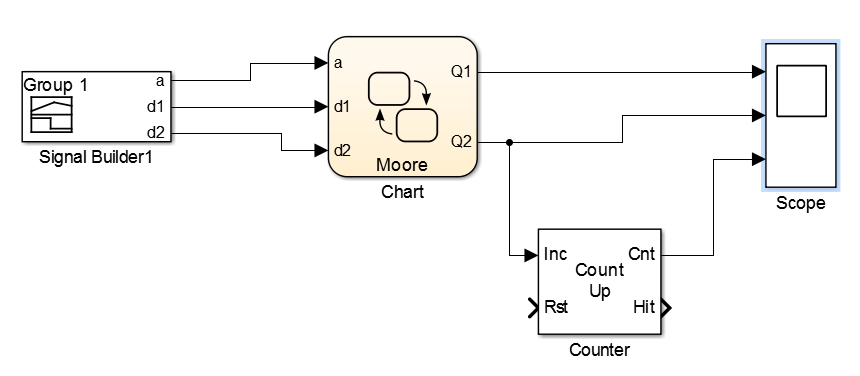 Group 1
a
d1
d2
Signal Builder1
a
d1
d2
Q1
Q2
Moore
Chart
Scope
Inc
Cnt
Count
Up
Rst
Hit
Counter